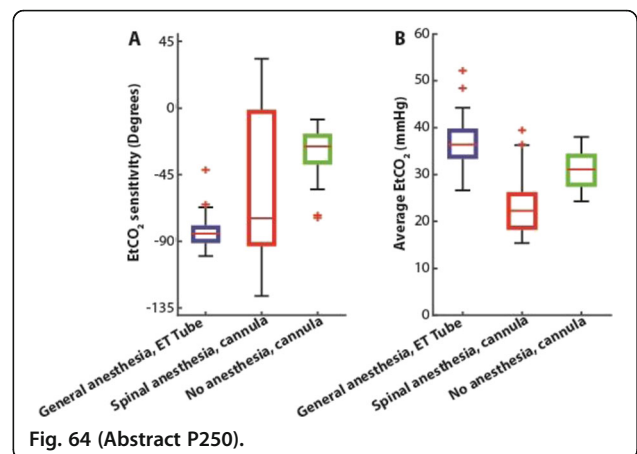 A
EtCO2 sensitivity (Degrees)
45
0
-45
-90
-135
General anesthesia, ET Tube
Spinal anesthesia, cannula
No anesthesia, cannula
B
Average EtCO2 (mmHg)
60
50
40
30
20
10
0
General anesthesia, ET Tube
Spinal anesthesia, cannula
No anesthesia, cannula
Fig. 64 (Abstract P250).